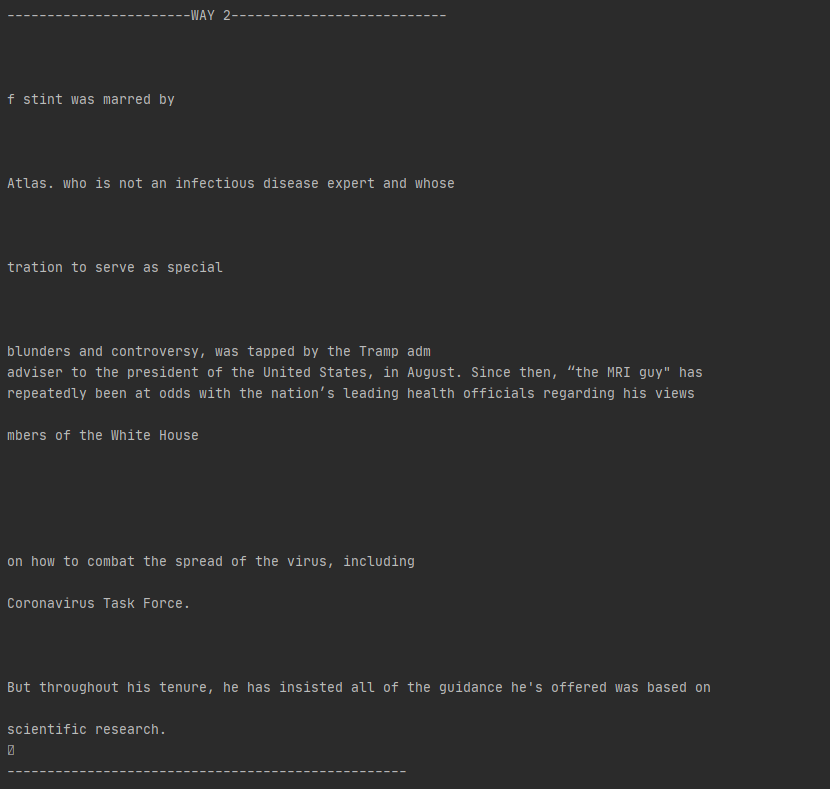 -----------------------WAY 2---------------------------
f stint was marred by
Atlas. who is not an infectious disease expert and whose
tration to serve as special
blunders and controversy, was tapped by the Tramp adm
adviser to the president of the United States, in August. Since then, “the MRI guy" has
repeatedly been at odds with the nation’s leading health officials regarding his views
mbers of the White House
on how to combat the spread of the virus, including
Coronavirus Task Force.
But throughout his tenure, he has insisted all of the guidance he's offered was based on
scientific research.
--------------------------------------------------